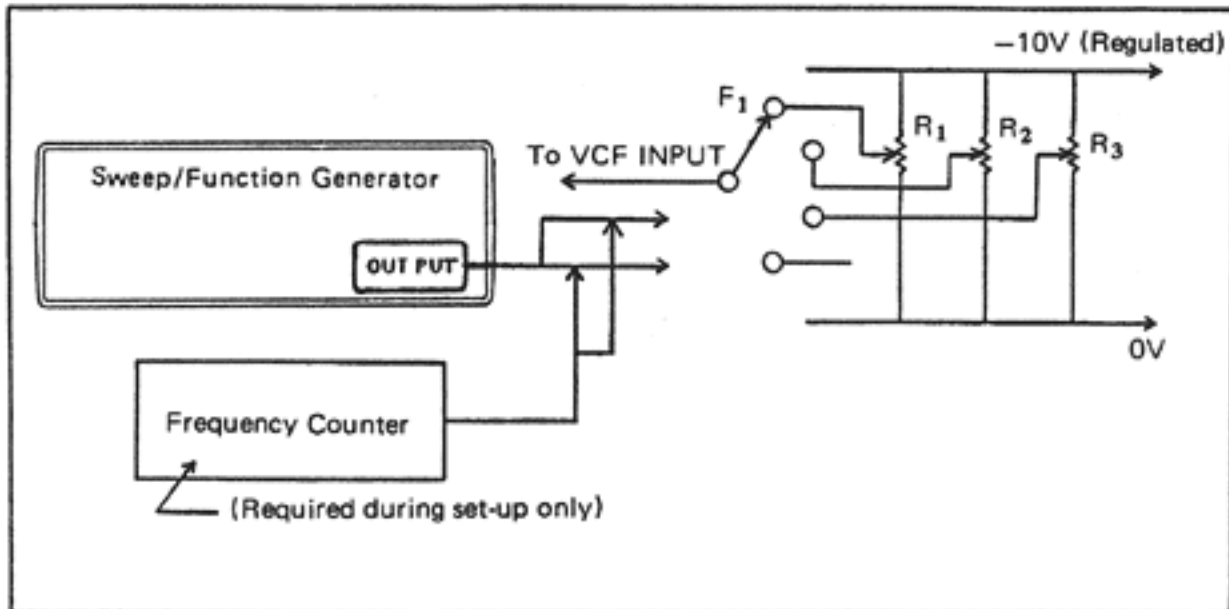 −10V (Regulated)
F1
R1
R2
R3
To VCF INPUT
Sweep/Function Generator
OUT PUT
0V
Frequency Counter
(Required during set-up only)